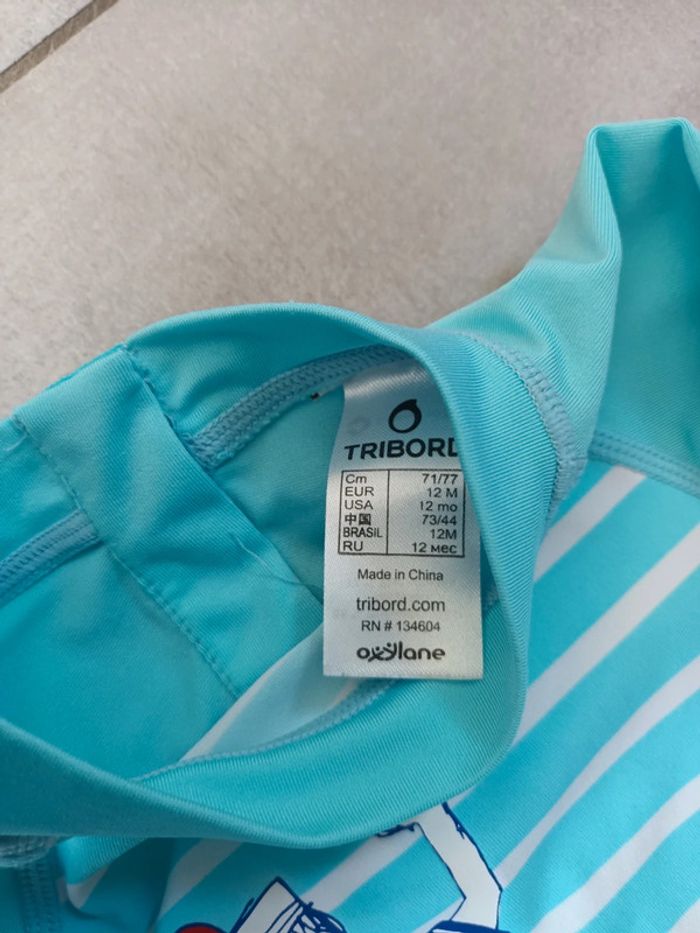 TRIBORD
Cm 71/77
EUR 12 M
USA 12 mo
中国 73/44
BRASIL 12M
RU 12 мес
Made in China
tribord.com
RN # 134604
oxylane